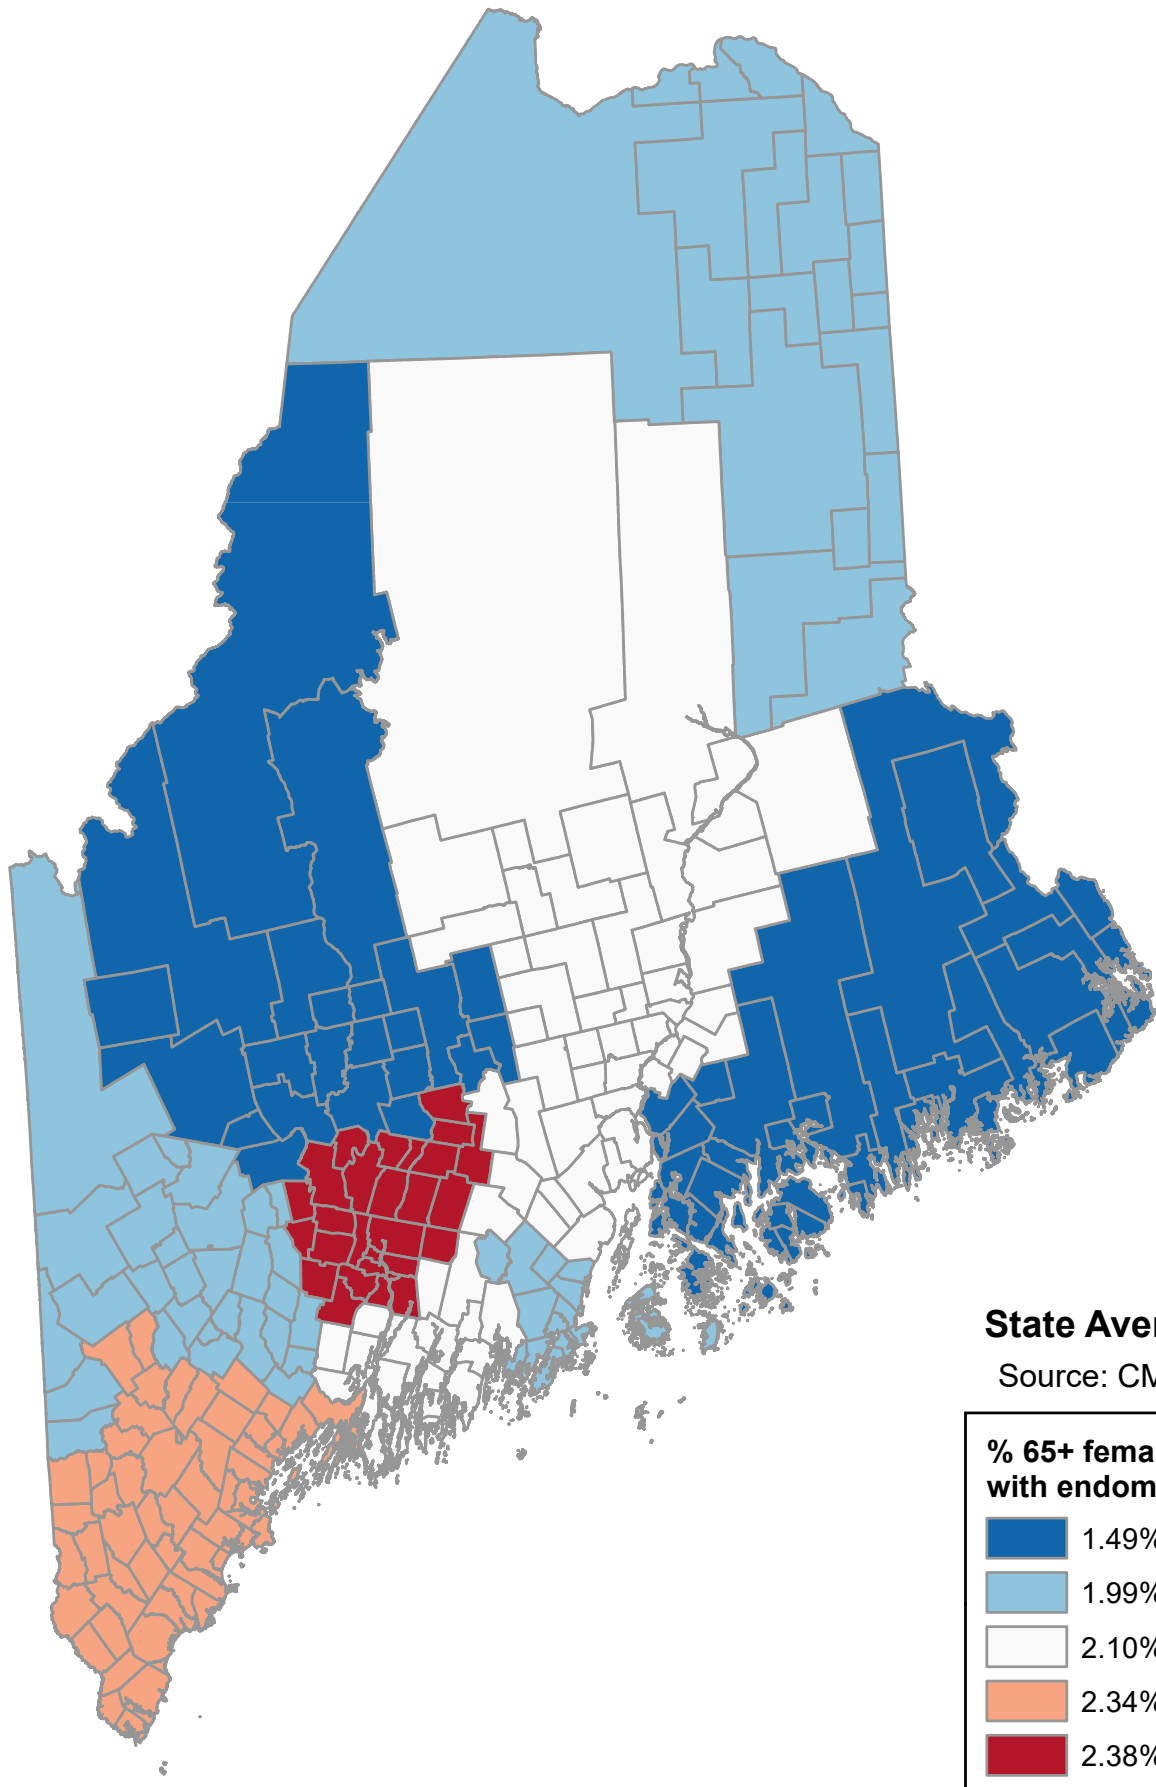 State Aver
Source: CM
% 65+ fema
with endom
1.49%
1.99%
2.10%
2.34%
2.38%